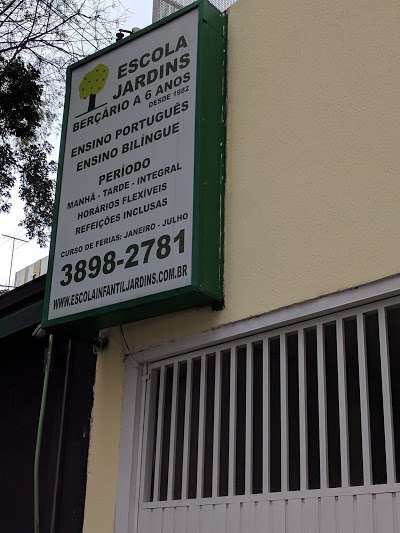 ESCOLA
JARDINS
BERÇÁRIO A 6 ANOS
DESDE 1982
ENSINO PORTUGUÊS
ENSINO BILÍNGUE
PERÍODO
MANHÃ - TARDE - INTEGRAL
HORÁRIOS FLEXÍVEIS
REFEIÇÕES INCLUSAS
CURSO DE FÉRIAS: JANEIRO - JULHO
3898-2781
WWW.ESCOLAINFANTILJARDINS.COM.BR